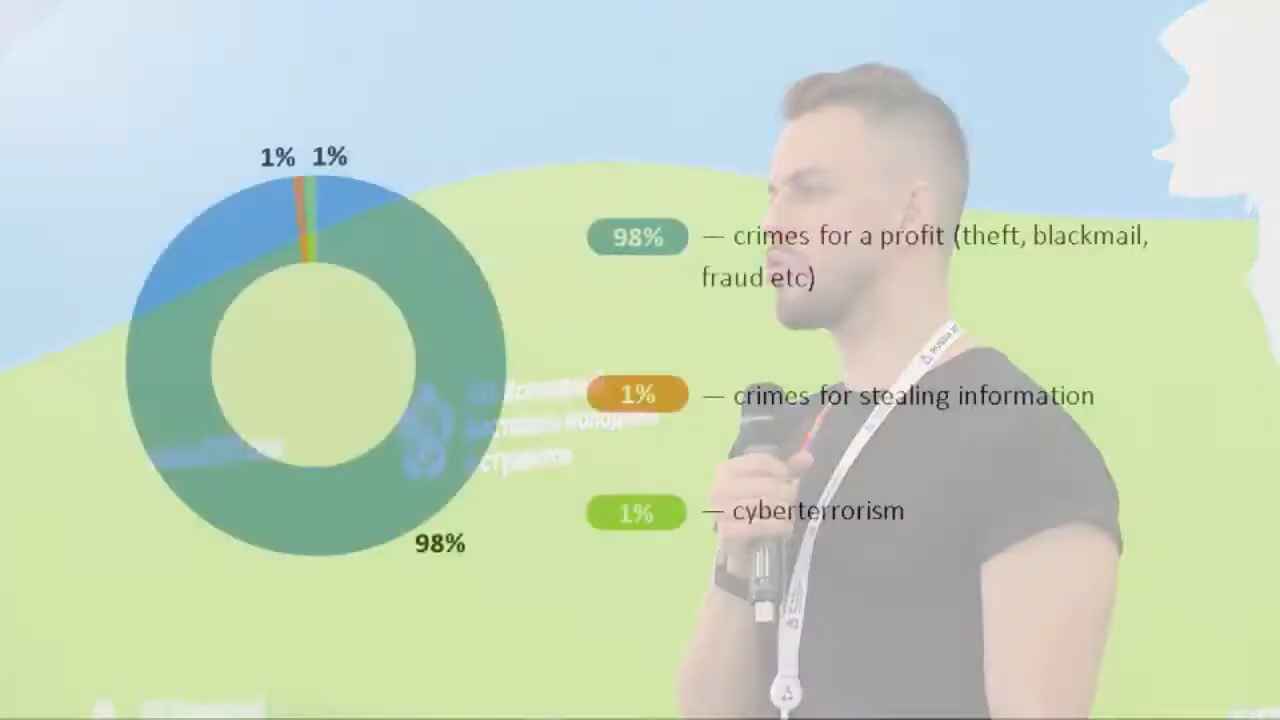 1% 1%
98% — crimes for a profit (theft, blackmail,
fraud etc)
1% — crimes for stealing information
1% — cyberterrorism
98%